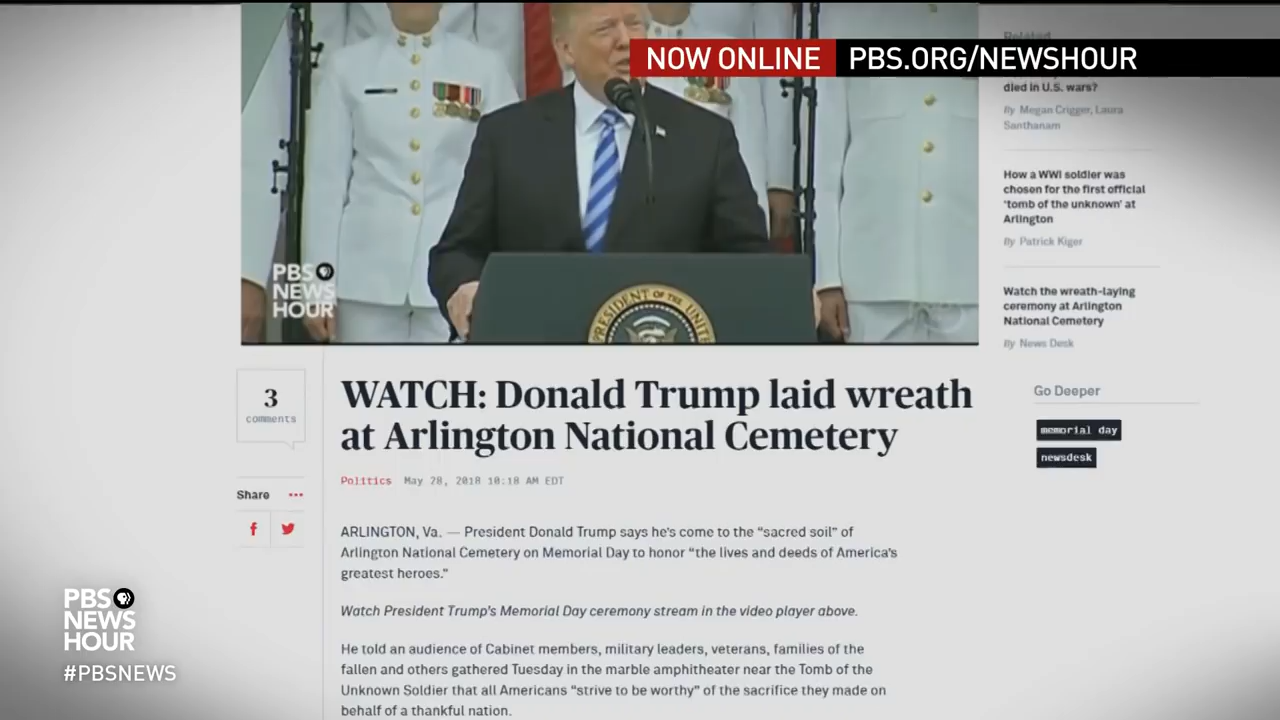 NOW ONLINE PBS.ORG/NEWSHOUR
Related
died in U.S. wars?
By Megan Crigger, Laura
Santhanam
How a WWI soldier was
chosen for the first official
'tomb of the unknown' at
Arlington
By Patrick Kiger
Watch the wreath-laying
ceremony at Arlington
National Cemetery
By News Desk
Go Deeper
memorial day
newsdesk
PBS
NEWS
HOUR
PRESIDENT OF THE UNITE
3
comments
Share
WATCH: Donald Trump laid wreath
at Arlington National Cemetery
Politics May 28, 2018 10:18 AM EDT
ARLINGTON, Va. — President Donald Trump says he's come to the “sacred soil” of
Arlington National Cemetery on Memorial Day to honor “the lives and deeds of America's
greatest heroes.”
Watch President Trump's Memorial Day ceremony stream in the video player above.
He told an audience of Cabinet members, military leaders, veterans, families of the
fallen and others gathered Tuesday in the marble amphitheater near the Tomb of the
Unknown Soldier that all Americans “strive to be worthy” of the sacrifice they made on
behalf of a thankful nation.
PBS
NEWS
HOUR
#PBSNEWS